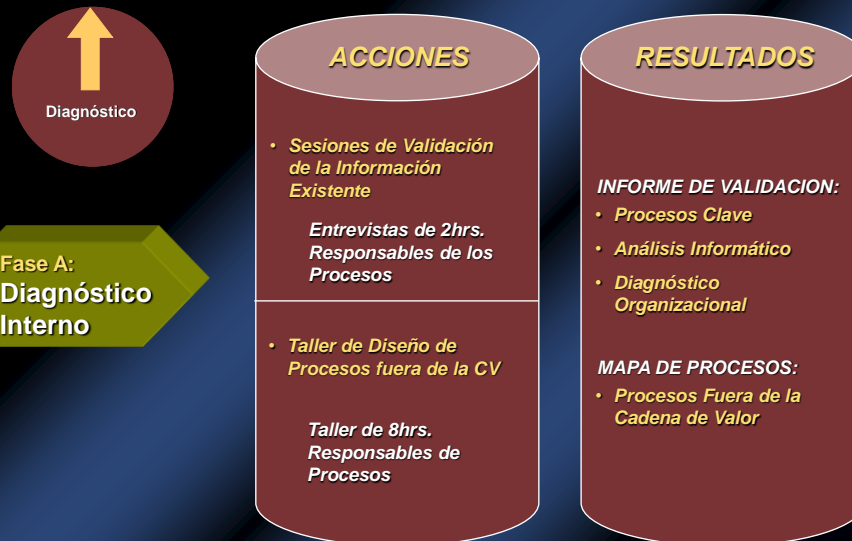 Diagnóstico
Fase A:
Diagnóstico
Interno
ACCIONES
• Sesiones de Validación
de la Información
Existente
Entrevistas de 2hrs.
Responsables de los
Procesos
• Taller de Diseño de
Procesos fuera de la CV
Taller de 8hrs.
Responsables de
Procesos
RESULTADOS
INFORME DE VALIDACION:
• Procesos Clave
• Análisis Informático
• Diagnóstico
Organizacional
MAPA DE PROCESOS:
• Procesos Fuera de la
Cadena de Valor